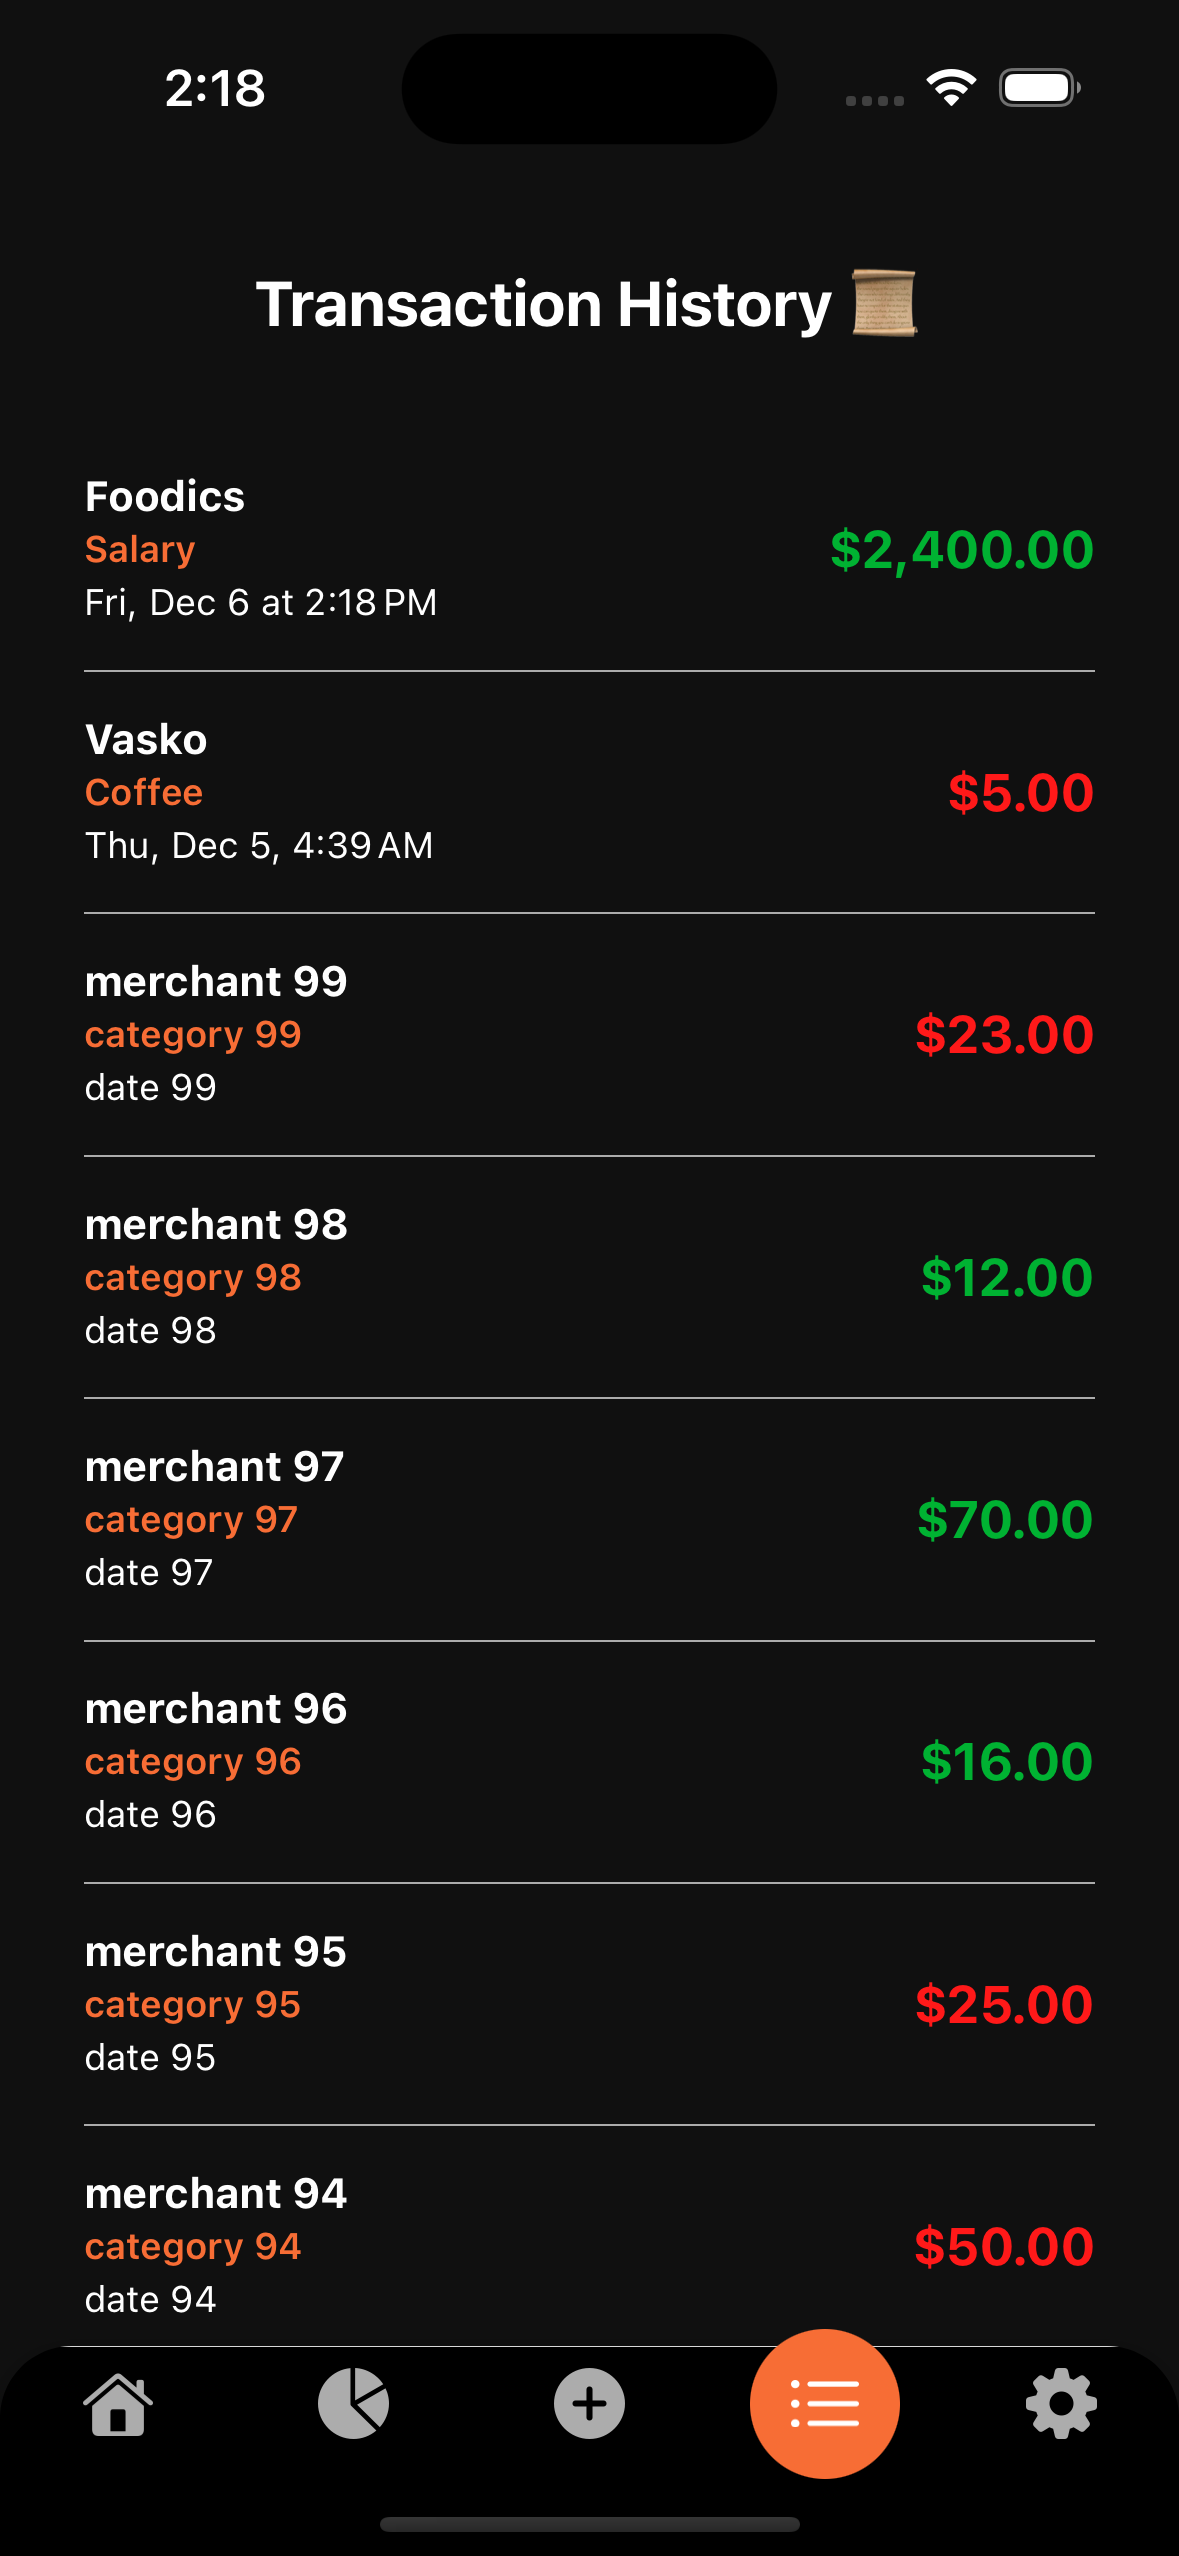 2:18
Transaction History
Foodics
Salary
$2,400.00
Fri, Dec 6 at 2:18 PM
Vasko
Coffee
$5.00
Thu, Dec 5, 4:39 AM
merchant 99
category 99
$23.00
date 99
merchant 98
category 98
$12.00
date 98
merchant 97
category 97
$70.00
date 97
merchant 96
category 96
$16.00
date 96
merchant 95
category 95
$25.00
date 95
merchant 94
category 94
$50.00
date 94